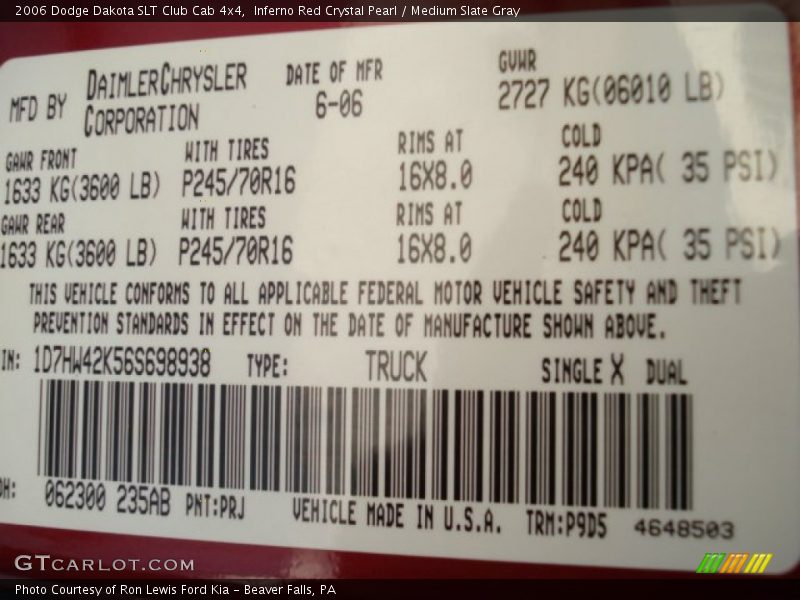 2006 Dodge Dakota SLT Club Cab 4x4, Inferno Red Crystal Pearl / Medium Slate Gray
MFD BY DAIMLERCHRYSLER CORPORATION
DATE OF MFR 6-06
GVWR 2727 KG(06010 LB)
GAWR FRONT WITH TIRES RIMS AT COLD
1633 KG(3600 LB) P245/70R16 16X8.0 240 KPA( 35 PSI)
GAWR REAR WITH TIRES RIMS AT COLD
1633 KG(3600 LB) P245/70R16 16X8.0 240 KPA( 35 PSI)
THIS VEHICLE CONFORMS TO ALL APPLICABLE FEDERAL MOTOR VEHICLE SAFETY AND THEFT
PREVENTION STANDARDS IN EFFECT ON THE DATE OF MANUFACTURE SHOWN ABOVE.
IN: 1D7HW42K56S698938 TYPE: TRUCK SINGLE X DUAL
DH: 062300 235AB PNT:PRJ VEHICLE MADE IN U.S.A. TRM:P9D5 4648503
GTCARLOT.COM
Photo Courtesy of Ron Lewis Ford Kia - Beaver Falls, PA